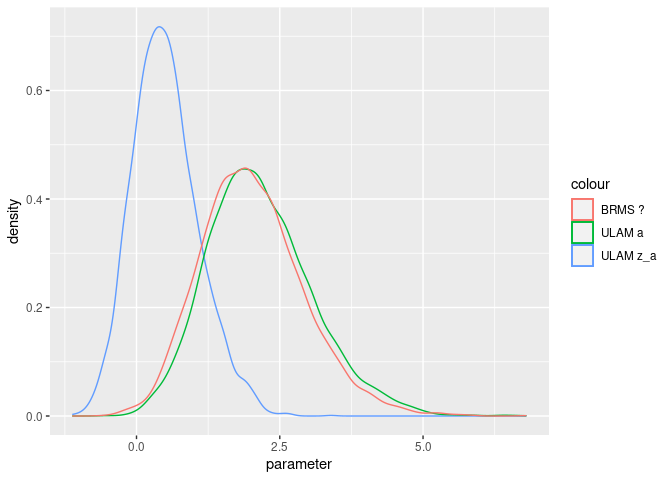 density
0.6
0.4
0.2
0.0
0.0 2.5 5.0
parameter
colour
BRMS ?
ULAM a
ULAM z_a